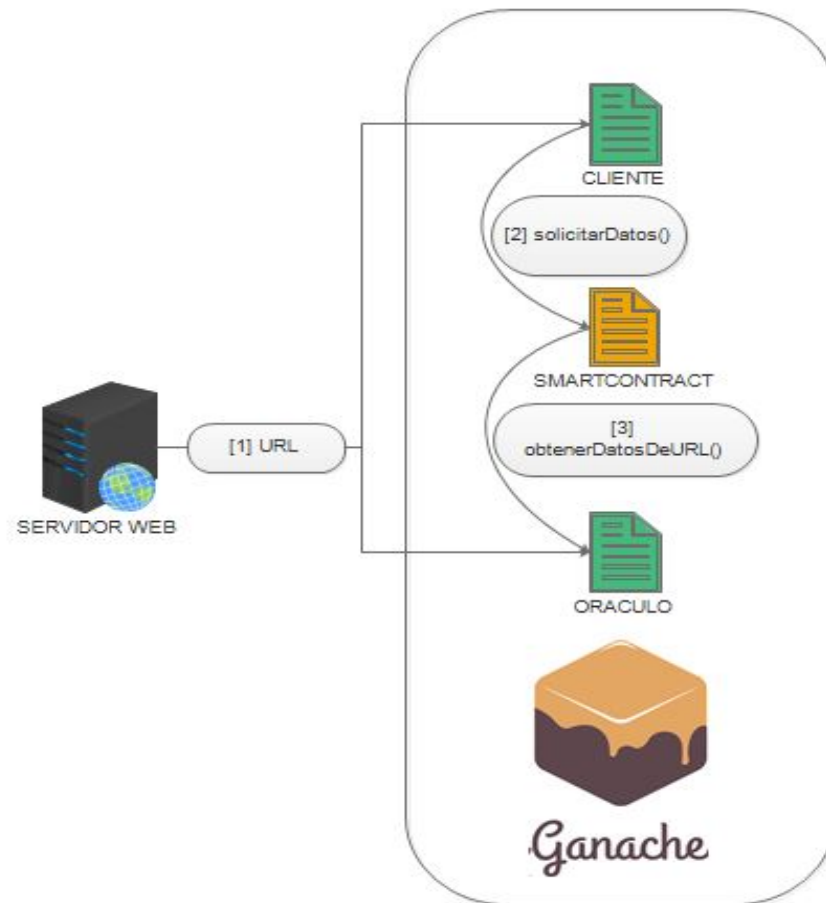 CLIENTE
[2] solicitarDatos()
SMARTCONTRACT
[3]
obtenerDatosDeURL()
[1] URL
SERVIDOR WEB
ORACULO
Ganache